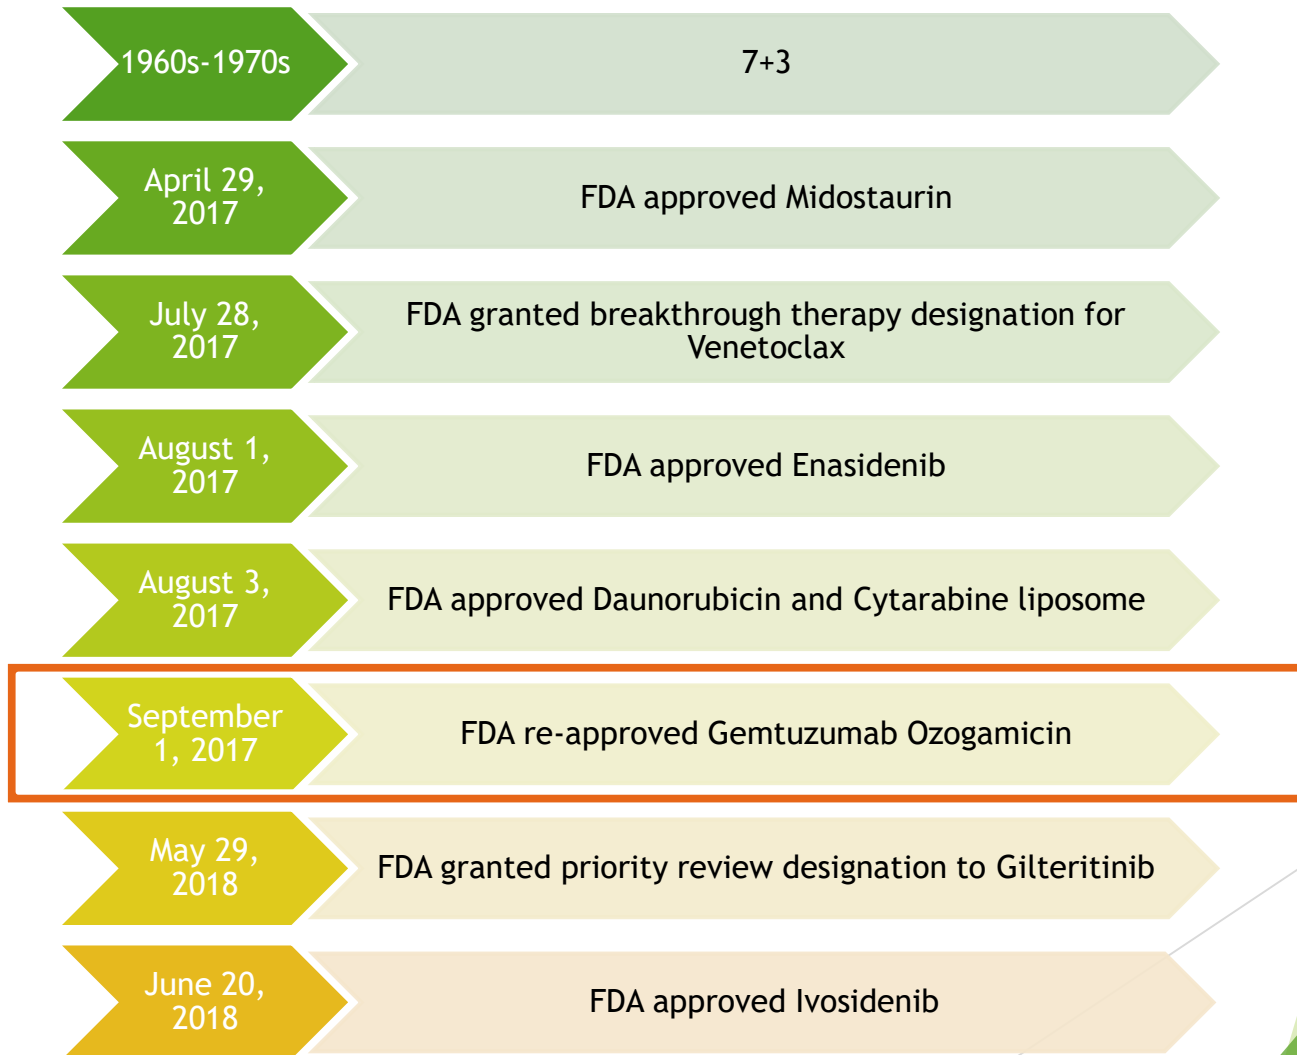 1960s-1970s
7+3
April 29,
2017
FDA approved Midostaurin
July 28,
2017
FDA granted breakthrough therapy designation for
Venetoclax
August 1,
2017
FDA approved Enasidenib
August 3,
2017
FDA approved Daunorubicin and Cytarabine liposome
September
1, 2017
FDA re-approved Gemtuzumab Ozogamicin
May 29,
2018
FDA granted priority review designation to Gilteritinib
June 20,
2018
FDA approved Ivosidenib